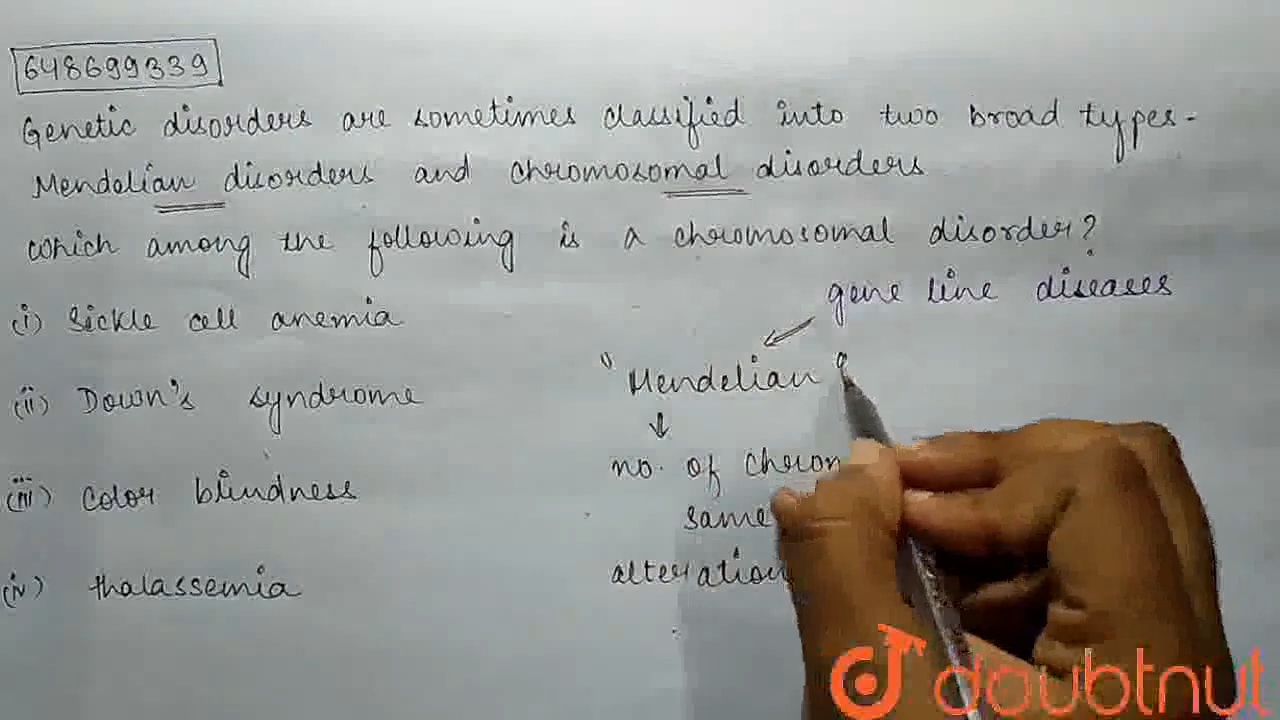 648699339
Genetic disorders are sometimes classified into two broad types -
Mendelian disorders and chromosomal disorders
which among the following is a chromosomal disorder?
gene line diseases
(i) Sickle cell anemia
"Mendelian"
(ii) Down's syndrome
no. of chrom
(iii) color blindness
same
alteration
(iv) thalassemia
doubtnut